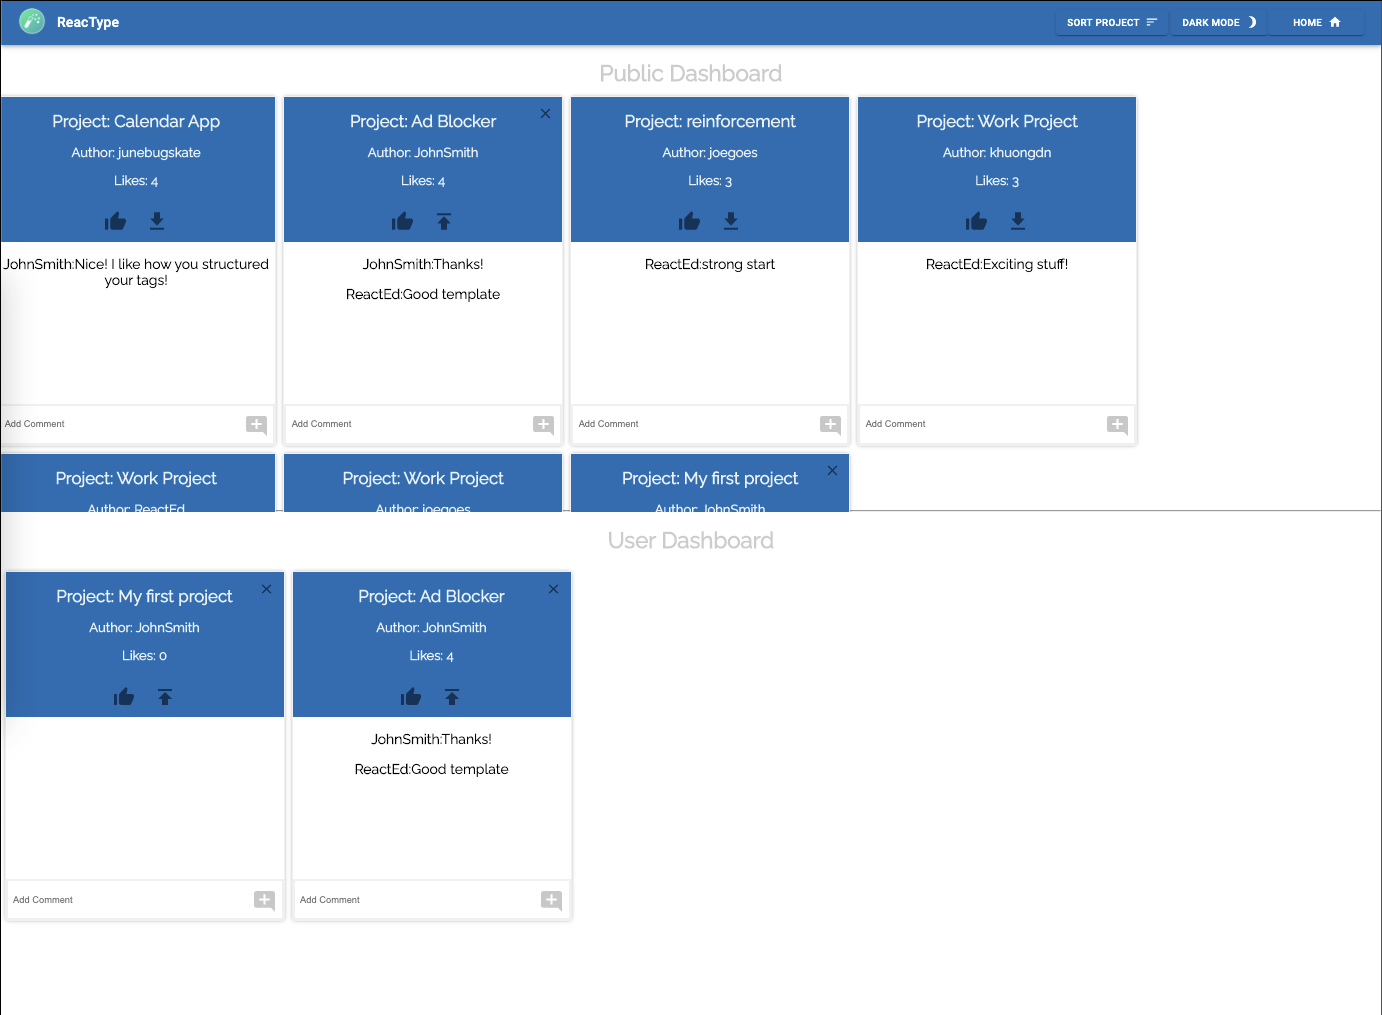 ReacType
SORT PROJECT
DARK MODE
HOME
Public Dashboard
Project: Calendar App
Author: junebugskate
Likes: 4
JohnSmith:Nice! I like how you structured
your tags!
Add Comment
Project: Ad Blocker
Author: JohnSmith
Likes: 4
JohnSmith:Thanks!
ReactEd:Good template
Add Comment
Project: reinforcement
Author: joegoes
Likes: 3
ReactEd:strong start
Add Comment
Project: Work Project
Author: khuongdn
Likes: 3
ReactEd:Exciting stuff!
Add Comment
Project: Work Project
Author: ReactEd
Project: Work Project
Author: joegoes
Project: My first project
Author: JohnSmith
User Dashboard
Project: My first project
Author: JohnSmith
Likes: 0
Add Comment
Project: Ad Blocker
Author: JohnSmith
Likes: 4
JohnSmith:Thanks!
ReactEd:Good template
Add Comment